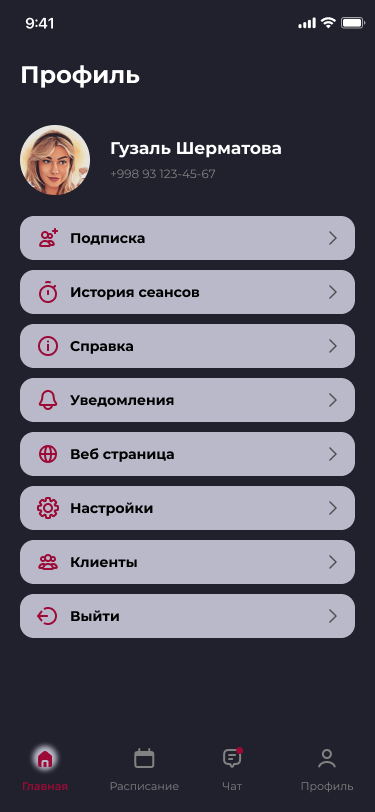 9:41
Профиль
Гузаль Шерматова
+998 93 123-45-67
Подписка
История сеансов
Справка
Уведомления
Веб страница
Настройки
Клиенты
Выйти
Главная Расписание Чат Профиль